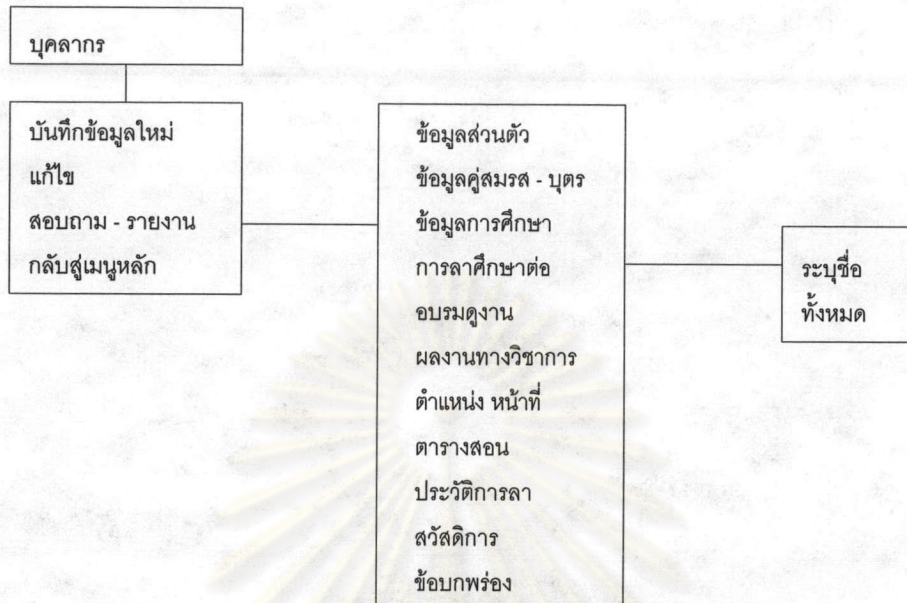 บุคลากร
บันทึกข้อมูลใหม่
แก้ไข
สอบถาม - รายงาน
กลับสู่เมนูหลัก
ข้อมูลส่วนตัว
ข้อมูลคู่สมรส - บุตร
ข้อมูลการศึกษา
การลาศึกษาต่อ
อบรมดูงาน
ผลงานทางวิชาการ
ตำแหน่ง หน้าที่
ตารางสอน
ประวัติการลา
สวัสดิการ
ข้อบกพร่อง
ระบุชื่อ
ทั้งหมด